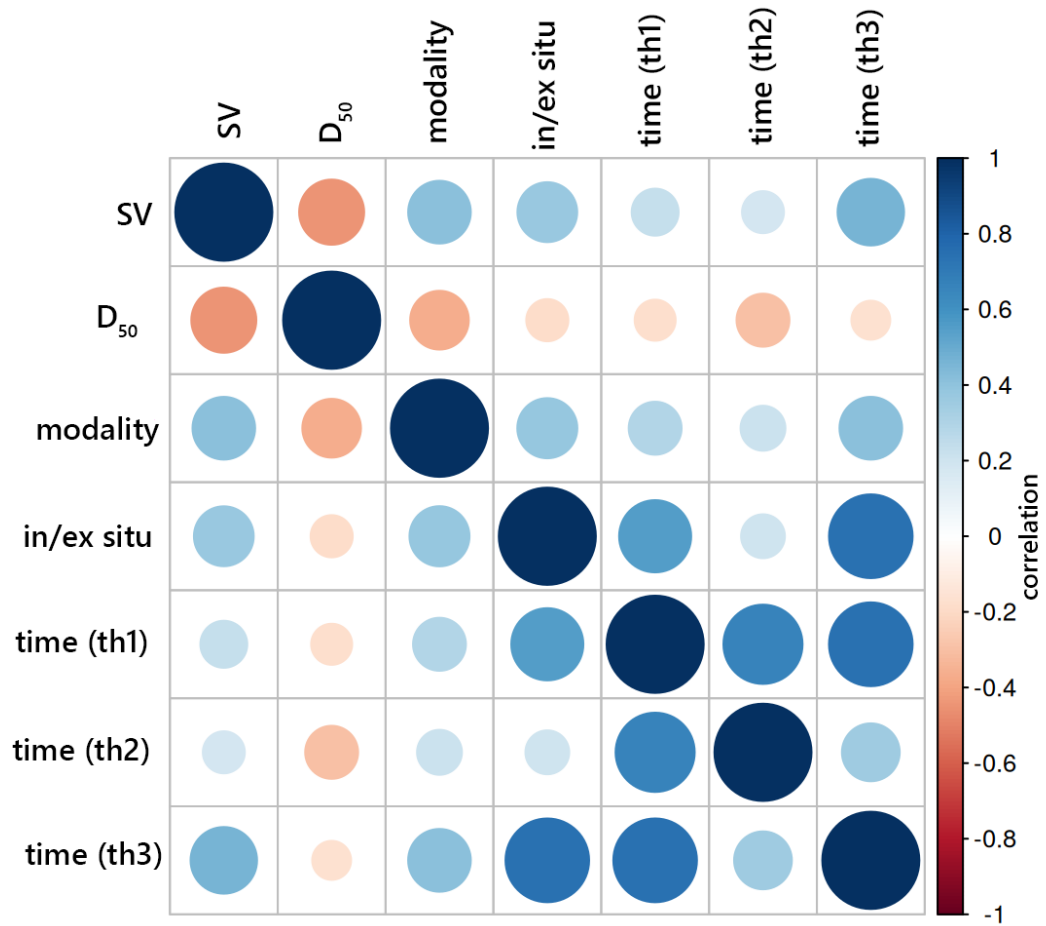 SV
D₅₀
modality
in/ex situ
time (th1)
time (th2)
time (th3)
SV
D₅₀
modality
in/ex situ
time (th1)
time (th2)
time (th3)
1
0.8
0.6
0.4
0.2
0
-0.2
-0.4
-0.6
-0.8
-1
correlation